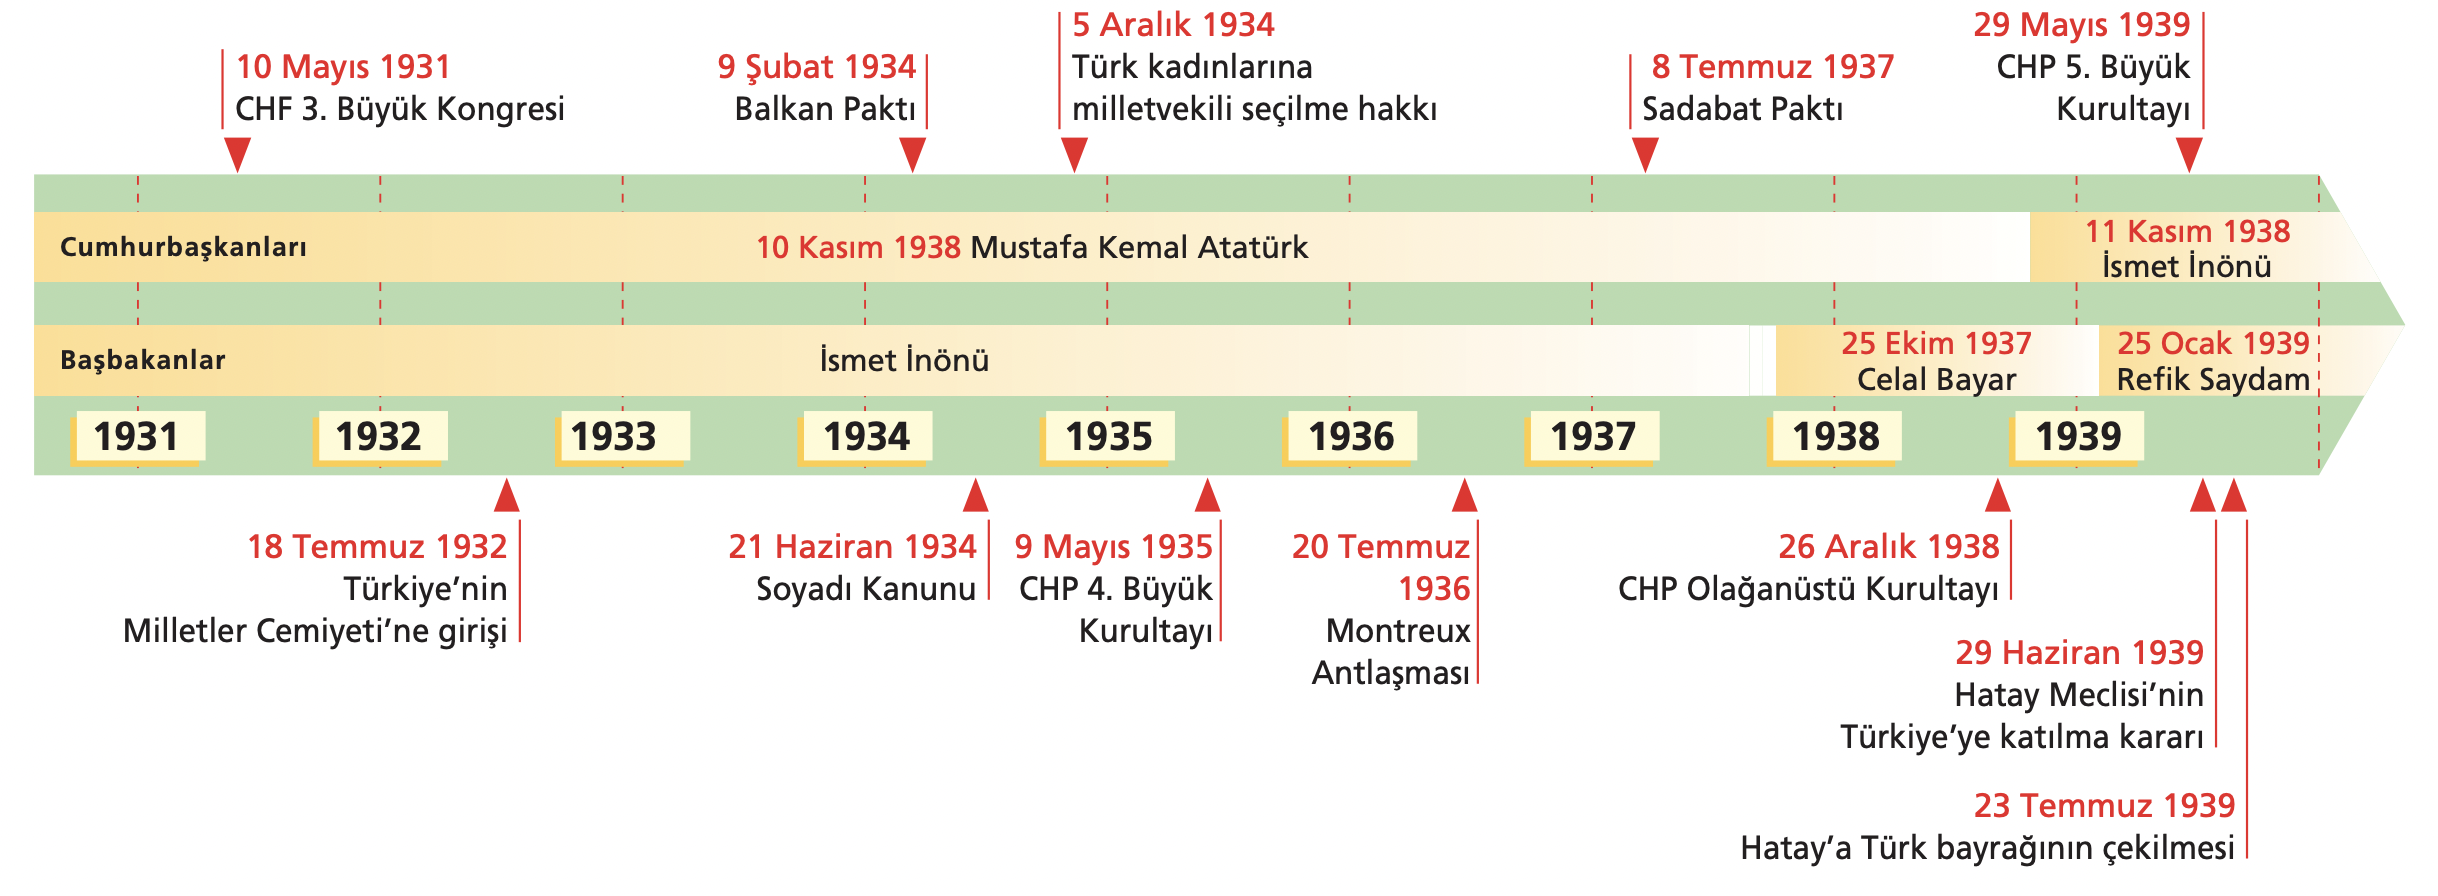 10 Mayıs 1931
CHF 3. Büyük Kongresi
9 Şubat 1934
Balkan Paktı
5 Aralık 1934
Türk kadınlarına
milletvekili seçilme hakkı
8 Temmuz 1937
Sadabat Paktı
29 Mayıs 1939
CHP 5. Büyük
Kurultayı
Cumhurbaşkanları
10 Kasım 1938 Mustafa Kemal Atatürk
11 Kasım 1938
İsmet İnönü
Başbakanlar
İsmet İnönü
25 Ekim 1937
Celal Bayar
25 Ocak 1939
Refik Saydam
1931
1932
1933
1934
1935
1936
1937
1938
1939
18 Temmuz 1932
Türkiye’nin
Milletler Cemiyeti’ne girişi
21 Haziran 1934
Soyadı Kanunu
9 Mayıs 1935
CHP 4. Büyük
Kurultayı
20 Temmuz
1936
Montreux
Antlaşması
26 Aralık 1938
CHP Olağanüstü Kurultayı
29 Haziran 1939
Hatay Meclisi’nin
Türkiye’ye katılma kararı
23 Temmuz 1939
Hatay’a Türk bayrağının çekilmesi